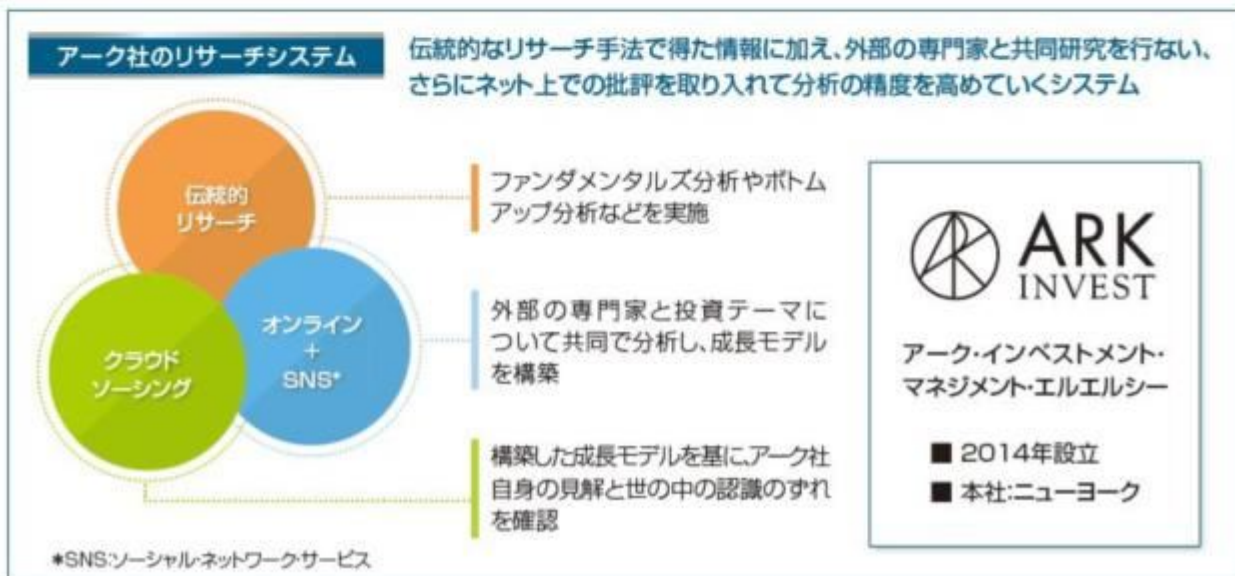 アーク社のリサーチシステム
伝統的なリサーチ手法で得た情報に加え、外部の専門家と共同研究を行ない、
さらにネット上での批評を取り入れて分析の精度を高めていくシステム
伝統的
リサーチ
ファンダメンタルズ分析やボトム
アップ分析などを実施
オンライン
+
SNS*
外部の専門家と投資テーマに
ついて共同で分析し、成長モデル
を構築
クラウド
ソーシング
構築した成長モデルを基に、アーク社
自身の見解と世の中の認識のずれ
を確認
*SNS:ソーシャル・ネットワーク・サービス
ARK
INVEST
アーク・インベストメント・
マネジメント・エルエルシー
■ 2014年設立
■ 本社:ニューヨーク